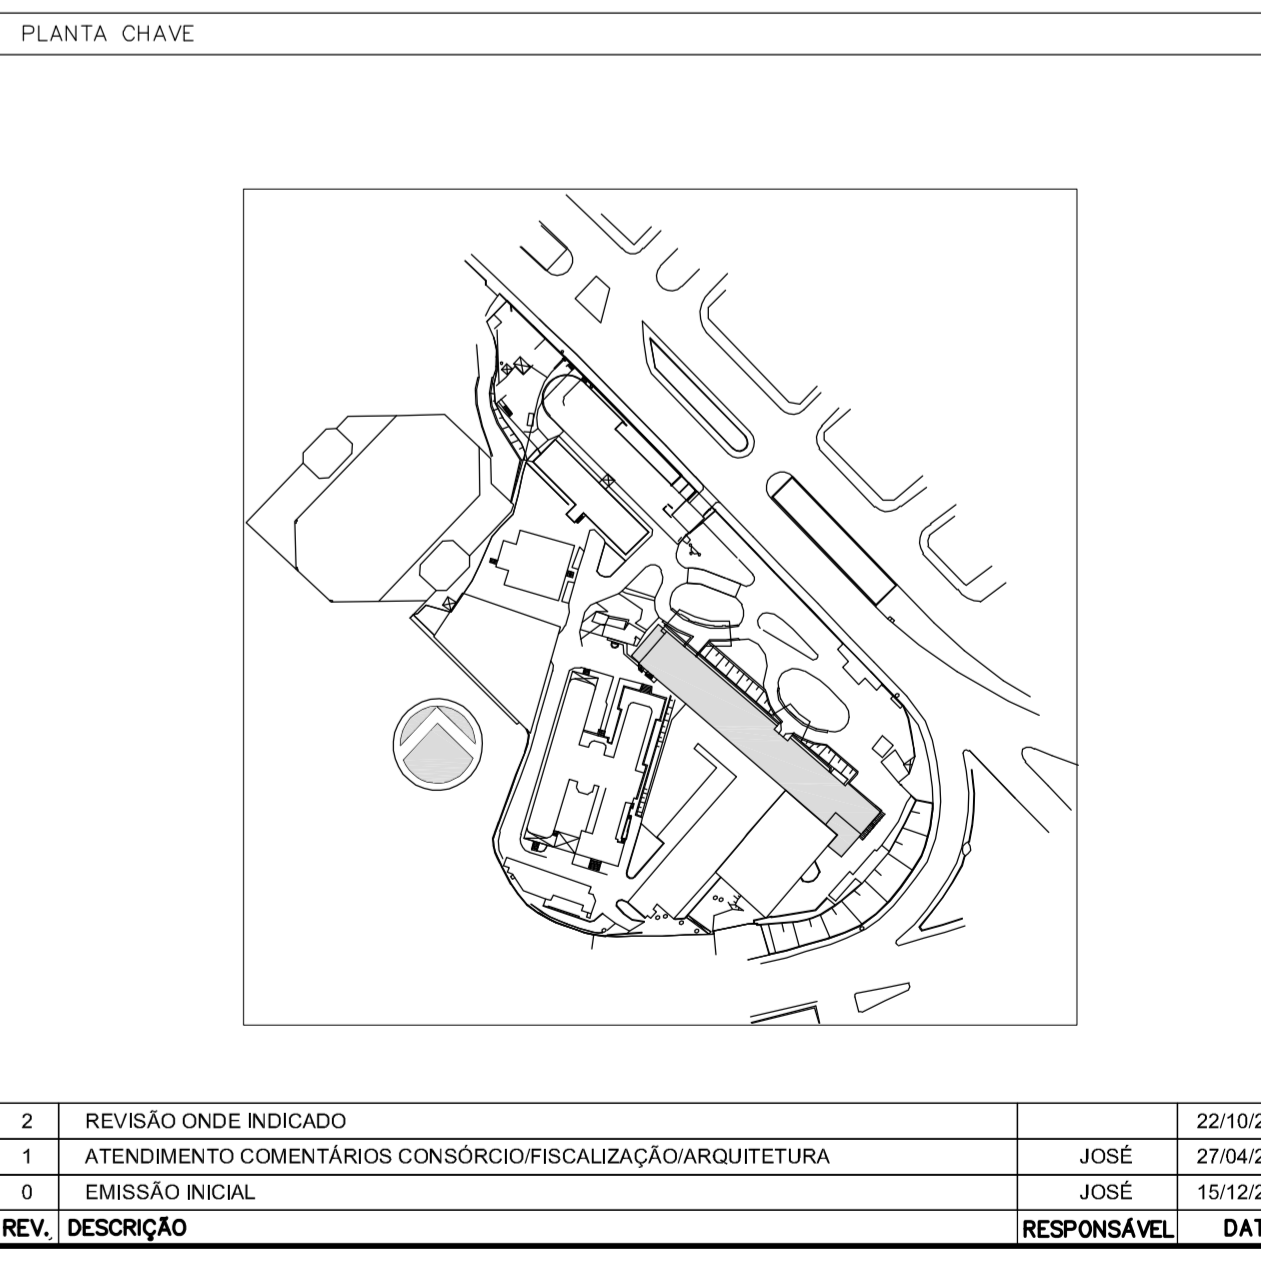 PLANTA CHAVE
2 REVISÃO ONDE INDICADO 22/10/2
1 ATENDIMENTO COMENTÁRIOS CONSÓRCIO/FISCALIZAÇÃO/ARQUITETURA JOSÉ 27/04/2
0 EMISSÃO INICIAL JOSÉ 15/12/2
REV. DESCRIÇÃO RESPONSÁVEL DAT